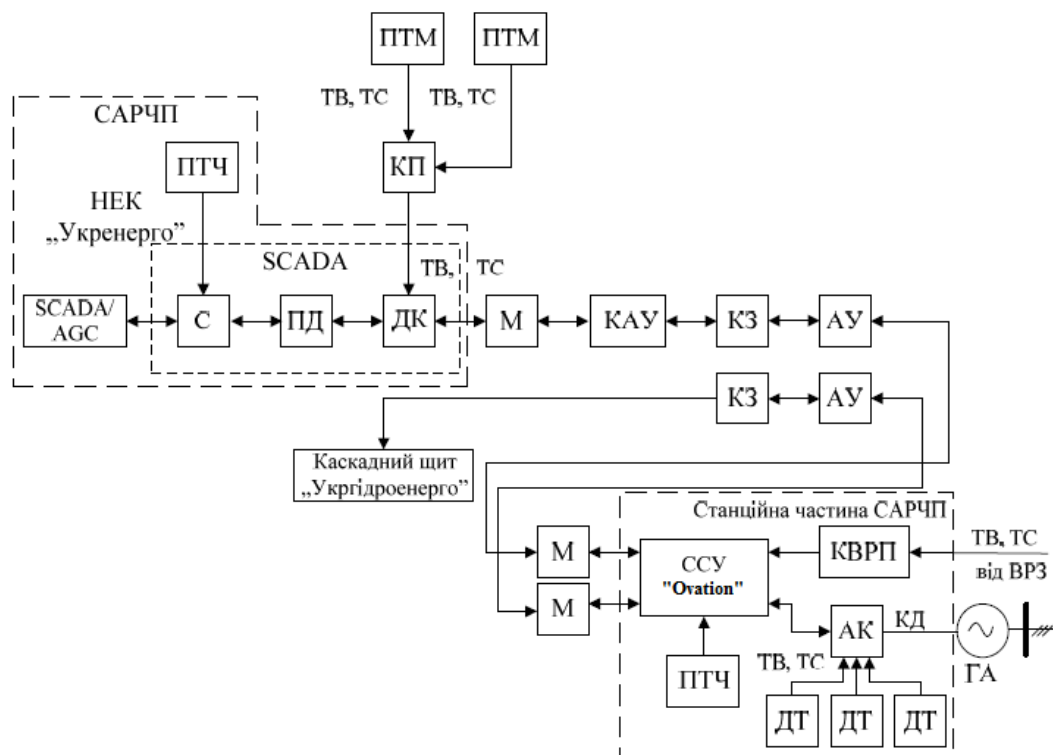 ПТМ ПТМ
ТВ, ТС ТВ, ТС
САРЧП
ПТЧ КП
НЕК
„Укренерго”
SCADA ТВ, ТС
SCADA/
AGC
С ПД ДК М КАУ КЗ АУ
КЗ АУ
Каскадний щит
„Укргідроенерго”
Станційна частина САРЧП
М
ССУ
"Ovation"
КВРП
ТВ, ТС
від ВРЗ
М
АК КД
ТВ, ТС
ПТЧ
ГА
ДТ ДТ ДТ